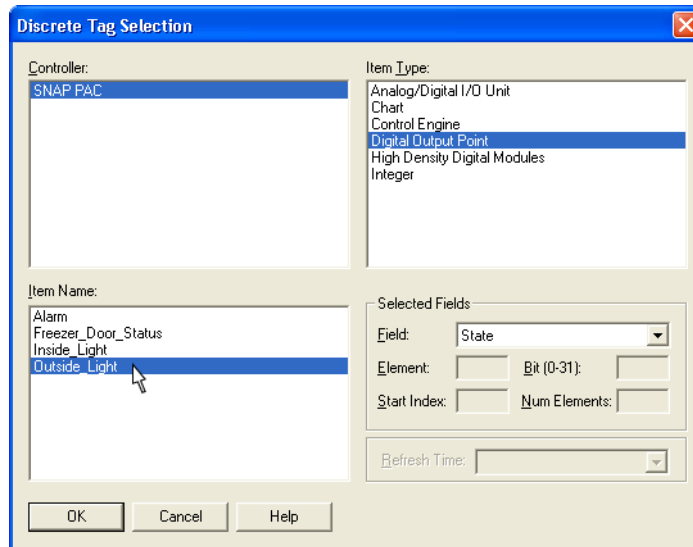 Discrete Tag Selection
Controller:
SNAP PAC
Item Type:
Analog/Digital I/O Unit
Chart
Control Engine
Digital Output Point
High Density Digital Modules
Integer
Item Name:
Alarm
Freezer_Door_Status
Inside_Light
Outside_Light
Selected Fields
Field: State
Element: Bit (0-31):
Start Index: Num Elements:
Refresh Time:
OK Cancel Help